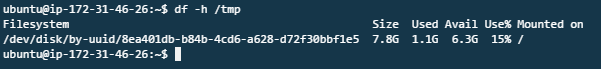 ubuntu@ip-172-31-46-26:~$ df -h /tmp
Filesystem                                              Size  Used Avail Use% Mounted on
/dev/disk/by-uuid/8ea401db-b84b-4cd6-a628-d72f30bbf1e5  7.8G  1.1G  6.3G  15% /
ubuntu@ip-172-31-46-26:~$